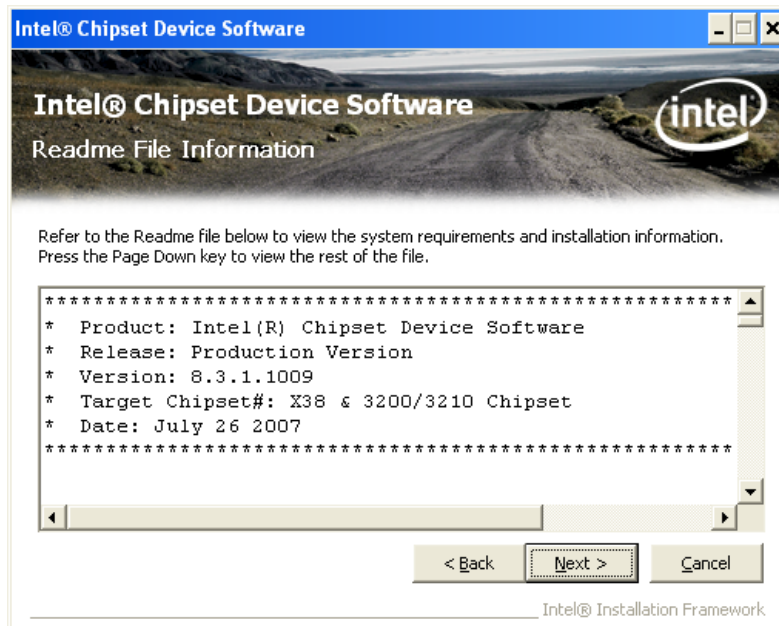 Intel® Chipset Device Software
Intel® Chipset Device Software
intel
Readme File Information
Refer to the Readme file below to view the system requirements and installation information.
Press the Page Down key to view the rest of the file.
*********************************************************
* Product: Intel(R) Chipset Device Software
* Release: Production Version
* Version: 8.3.1.1009
* Target Chipset#: X38 & 3200/3210 Chipset
* Date: July 26 2007
*********************************************************
< Back Next > Cancel
Intel® Installation Framework